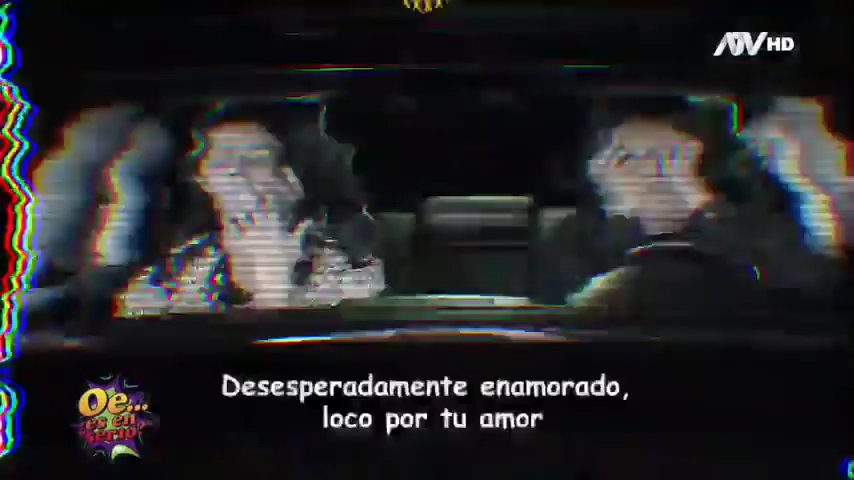 ATV HD
Desesperadamente enamorado,
loco por tu amor
Oe...
es en
serio?